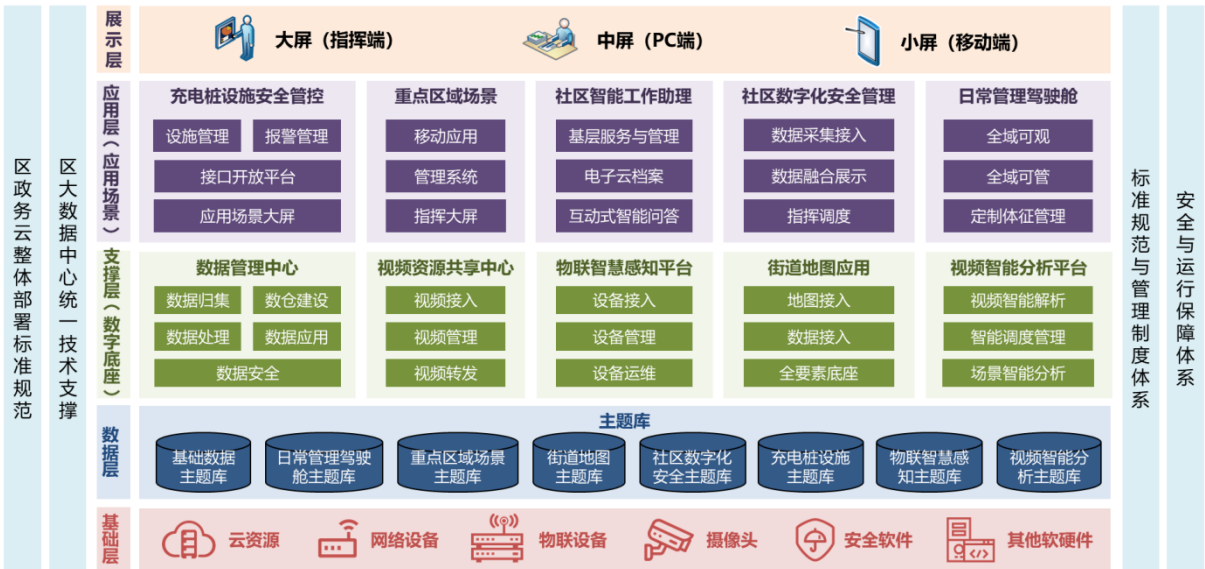 区政务云整体部署标准规范
区大数据中心统一技术支撑
展示层
大屏（指挥端）
中屏（PC端）
小屏（移动端）
应用层（应用场景）
充电桩设施安全管控
设施管理
报警管理
接口开放平台
应用场景大屏
重点区域场景
移动应用
管理系统
指挥大屏
社区智能工作助理
基层服务与管理
电子云档案
互动式智能问答
社区数字化安全管理
数据采集接入
数据融合展示
指挥调度
日常管理驾驶舱
全域可观
全域可管
定制体征管理
支撑层（数字底座）
数据管理中心
数据归集
数仓建设
数据处理
数据应用
数据安全
视频资源共享中心
视频接入
视频管理
视频转发
物联智慧感知平台
设备接入
设备管理
设备运维
街道地图应用
地图接入
数据接入
全要素底座
视频智能分析平台
视频智能解析
智能调度管理
场景智能分析
数据层
主题库
基础数据
主题库
日常管理驾驶
舱主题库
重点区域场景
主题库
街道地图
主题库
社区数字化
安全主题库
充电桩设施
主题库
物联智慧感
知主题库
视频智能分
析主题库
基础层
云资源
网络设备
物联设备
摄像头
安全软件
其他软硬件
标准规范与管理制度体系
安全与运行保障体系